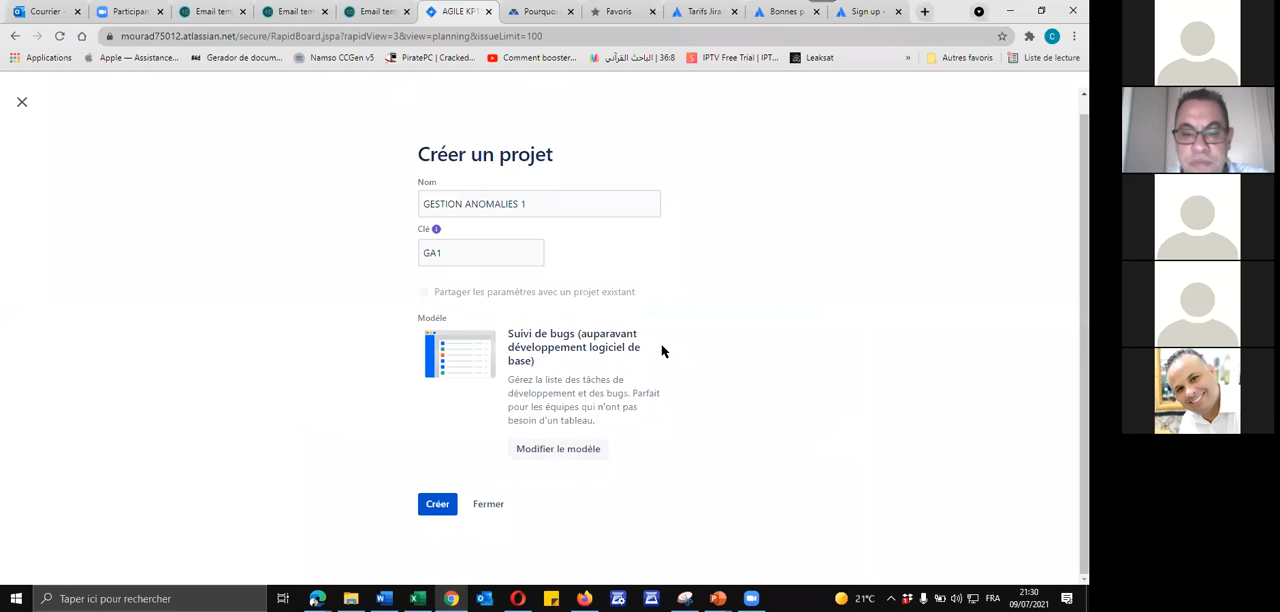 Courrier -
Participan
Email tem
Email tem
Email tem
AGILE KP1
Pourquo
Favoris
Tarifs Jira
Bonnes p
Sign up -
mourad75012.atlassian.net/secure/RapidBoard.jspa?rapidView=3&view=planning&issueLimit=100
Applications
Apple — Assistance...
Gerador de docum...
Namso CCGen v5
PiratePC | Cracked...
Comment booster...
الباحث القرآني | 36:8
IPTV Free Trial | IPT...
Leaksat
»
Autres favoris
Liste de lecture
Créer un projet
Nom
GESTION ANOMALIES 1
Clé
GA1
Partager les paramètres avec un projet existant
Modèle
Suivi de bugs (auparavant
développement logiciel de
base)
Gérez la liste des tâches de
développement et des bugs. Parfait
pour les équipes qui n'ont pas
besoin d'un tableau.
Modifier le modèle
Créer
Fermer
Taper ici pour rechercher
21°C
FRA
21:30
09/07/2021